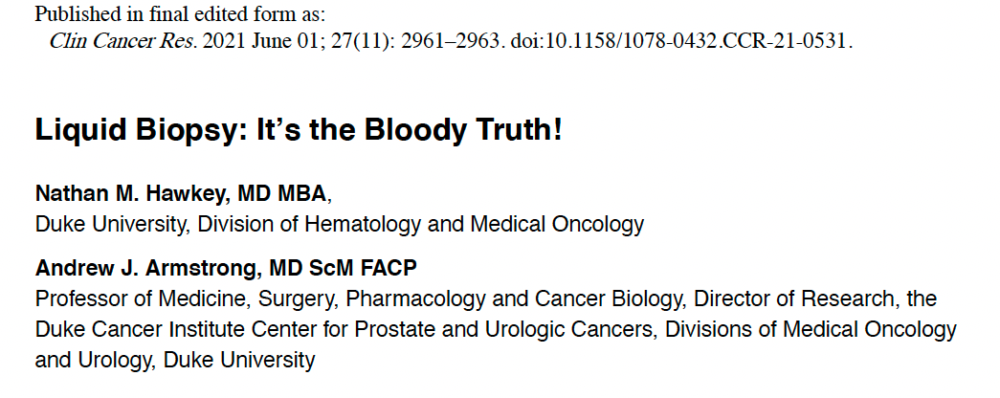 Published in final edited form as:
Clin Cancer Res. 2021 June 01; 27(11): 2961–2963. doi:10.1158/1078-0432.CCR-21-0531.
Liquid Biopsy: It’s the Bloody Truth!
Nathan M. Hawkey, MD MBA,
Duke University, Division of Hematology and Medical Oncology
Andrew J. Armstrong, MD ScM FACP
Professor of Medicine, Surgery, Pharmacology and Cancer Biology, Director of Research, the
Duke Cancer Institute Center for Prostate and Urologic Cancers, Divisions of Medical Oncology
and Urology, Duke University